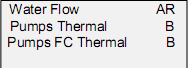 Water Flow AR
Pumps Thermal B
Pumps FC Thermal B